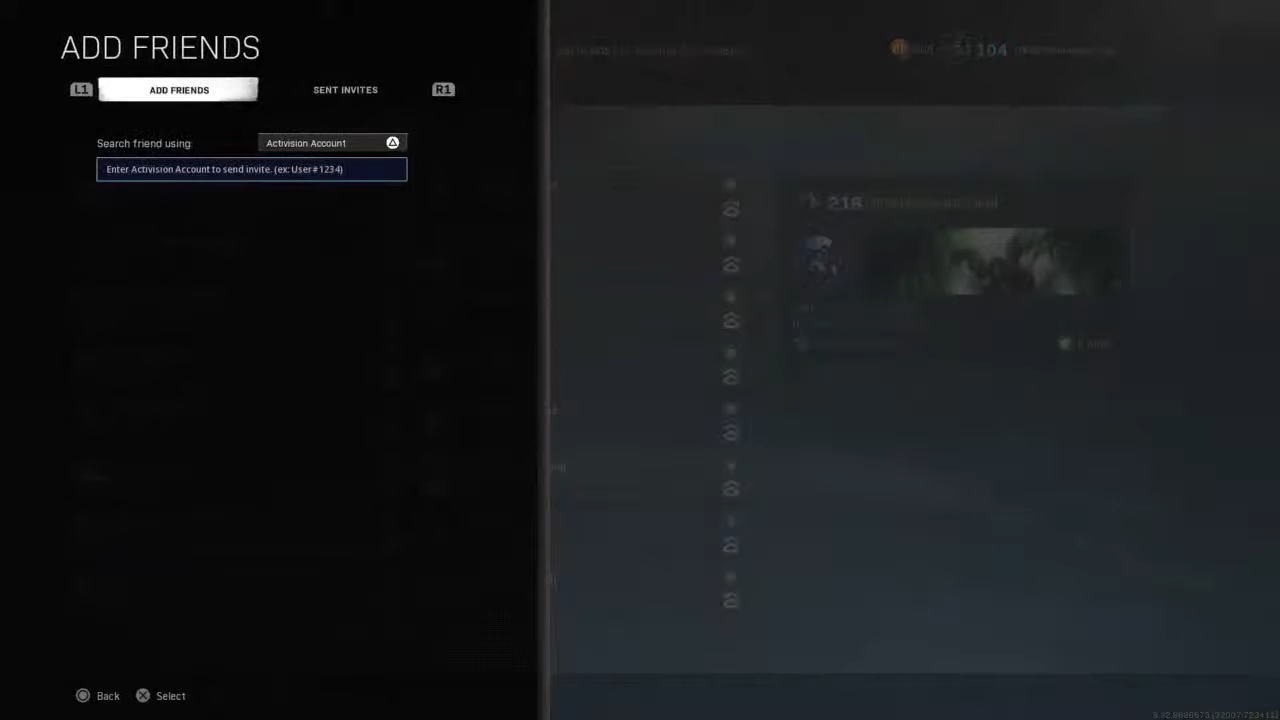 ADD FRIENDS
L1 ADD FRIENDS SENT INVITES R1
Search friend using: Activision Account
Enter Activision Account to send invite. (ex: User#1234)
216
Back Select